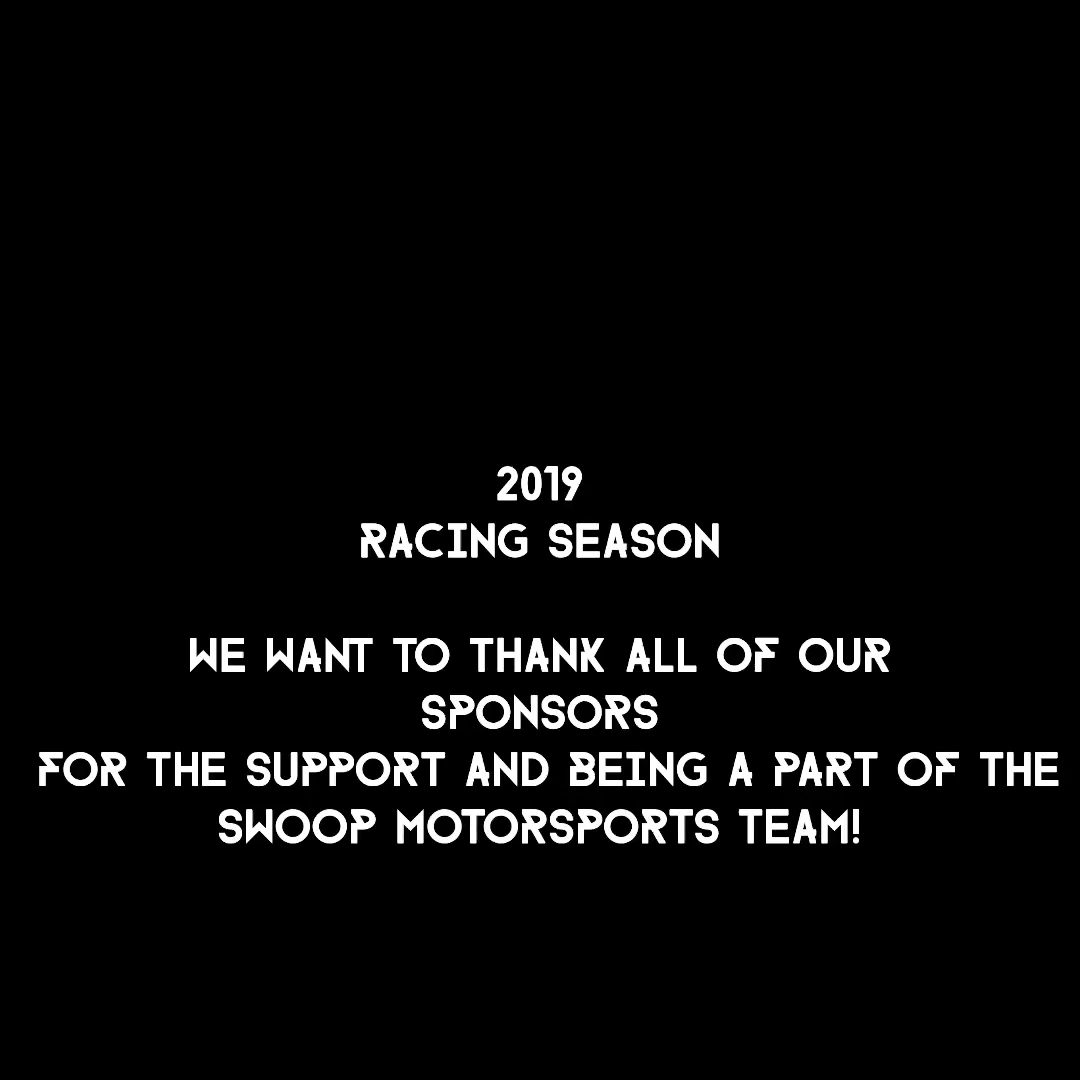 2019
RACING SEASON
WE WANT TO THANK ALL OF OUR
SPONSORS
FOR THE SUPPORT AND BEING A PART OF THE
SWOOP MOTORSPORTS TEAM!